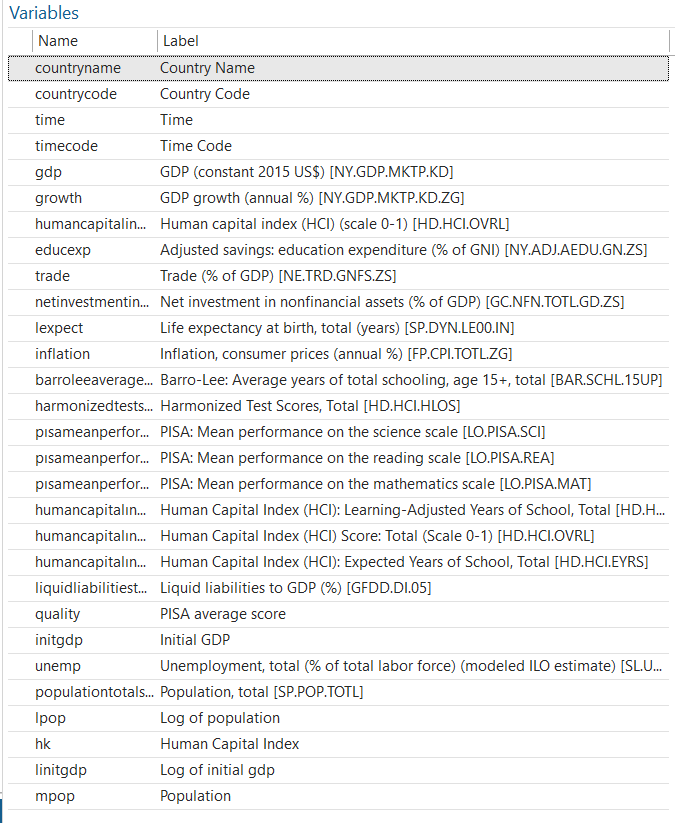 Variables
Name Label
countryname Country Name
countrycode Country Code
time Time
timecode Time Code
gdp GDP (constant 2015 US$) [NY.GDP.MKTP.KD]
growth GDP growth (annual %) [NY.GDP.MKTP.KD.ZG]
humancapitalin... Human capital index (HCI) (scale 0-1) [HD.HCI.OVRL]
educexp Adjusted savings: education expenditure (% of GNI) [NY.ADJ.AEDU.GN.ZS]
trade Trade (% of GDP) [NE.TRD.GNFS.ZS]
netinvestmentin... Net investment in nonfinancial assets (% of GDP) [GC.NFN.TOTL.GD.ZS]
lexpect Life expectancy at birth, total (years) [SP.DYN.LE00.IN]
inflation Inflation, consumer prices (annual %) [FP.CPI.TOTL.ZG]
barroleeaverage... Barro-Lee: Average years of total schooling, age 15+, total [BAR.SCHL.15UP]
harmonizedtests... Harmonized Test Scores, Total [HD.HCI.HLOS]
pısameanperfor... PISA: Mean performance on the science scale [LO.PISA.SCI]
pısameanperfor... PISA: Mean performance on the reading scale [LO.PISA.REA]
pısameanperfor... PISA: Mean performance on the mathematics scale [LO.PISA.MAT]
humancapitalın... Human Capital Index (HCI): Learning-Adjusted Years of School, Total [HD.H...
humancapitalın... Human Capital Index (HCI) Score: Total (Scale 0-1) [HD.HCI.OVRL]
humancapitalın... Human Capital Index (HCI): Expected Years of School, Total [HD.HCI.EYRS]
liquidliabilitiest... Liquid liabilities to GDP (%) [GFDD.DI.05]
quality PISA average score
initgdp Initial GDP
unemp Unemployment, total (% of total labor force) (modeled ILO estimate) [SL.U...
populationtotals... Population, total [SP.POP.TOTL]
lpop Log of population
hk Human Capital Index
linitgdp Log of initial gdp
mpop Population